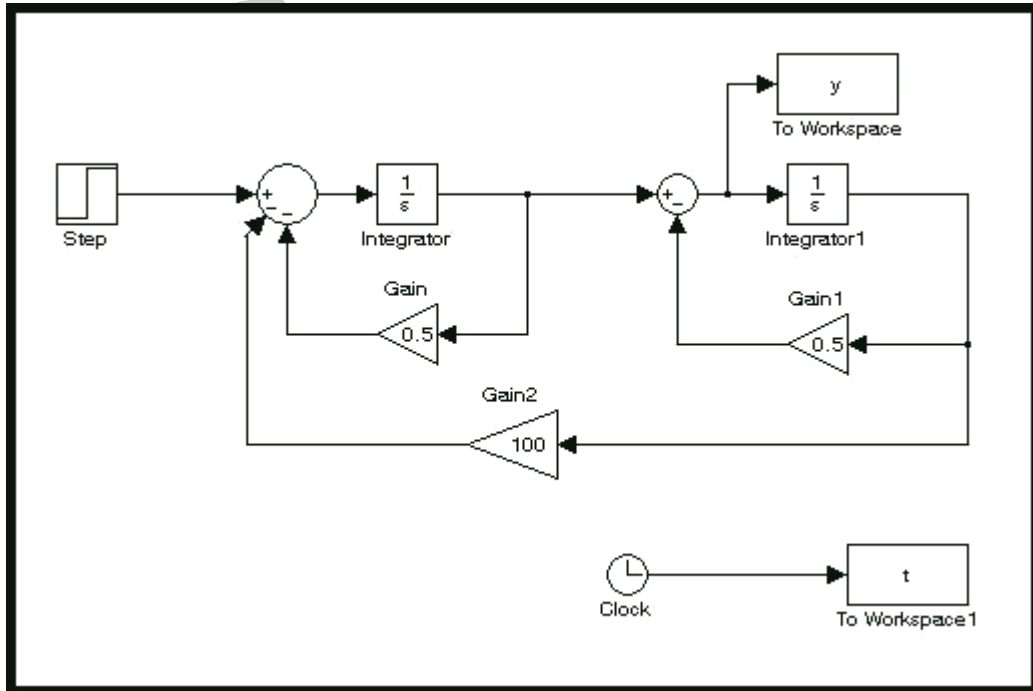 y
To Workspace
Step
+
−
−
1
s
Integrator
+
−
1
s
Integrator1
Gain
0.5
Gain1
0.5
Gain2
100
Clock
t
To Workspace1